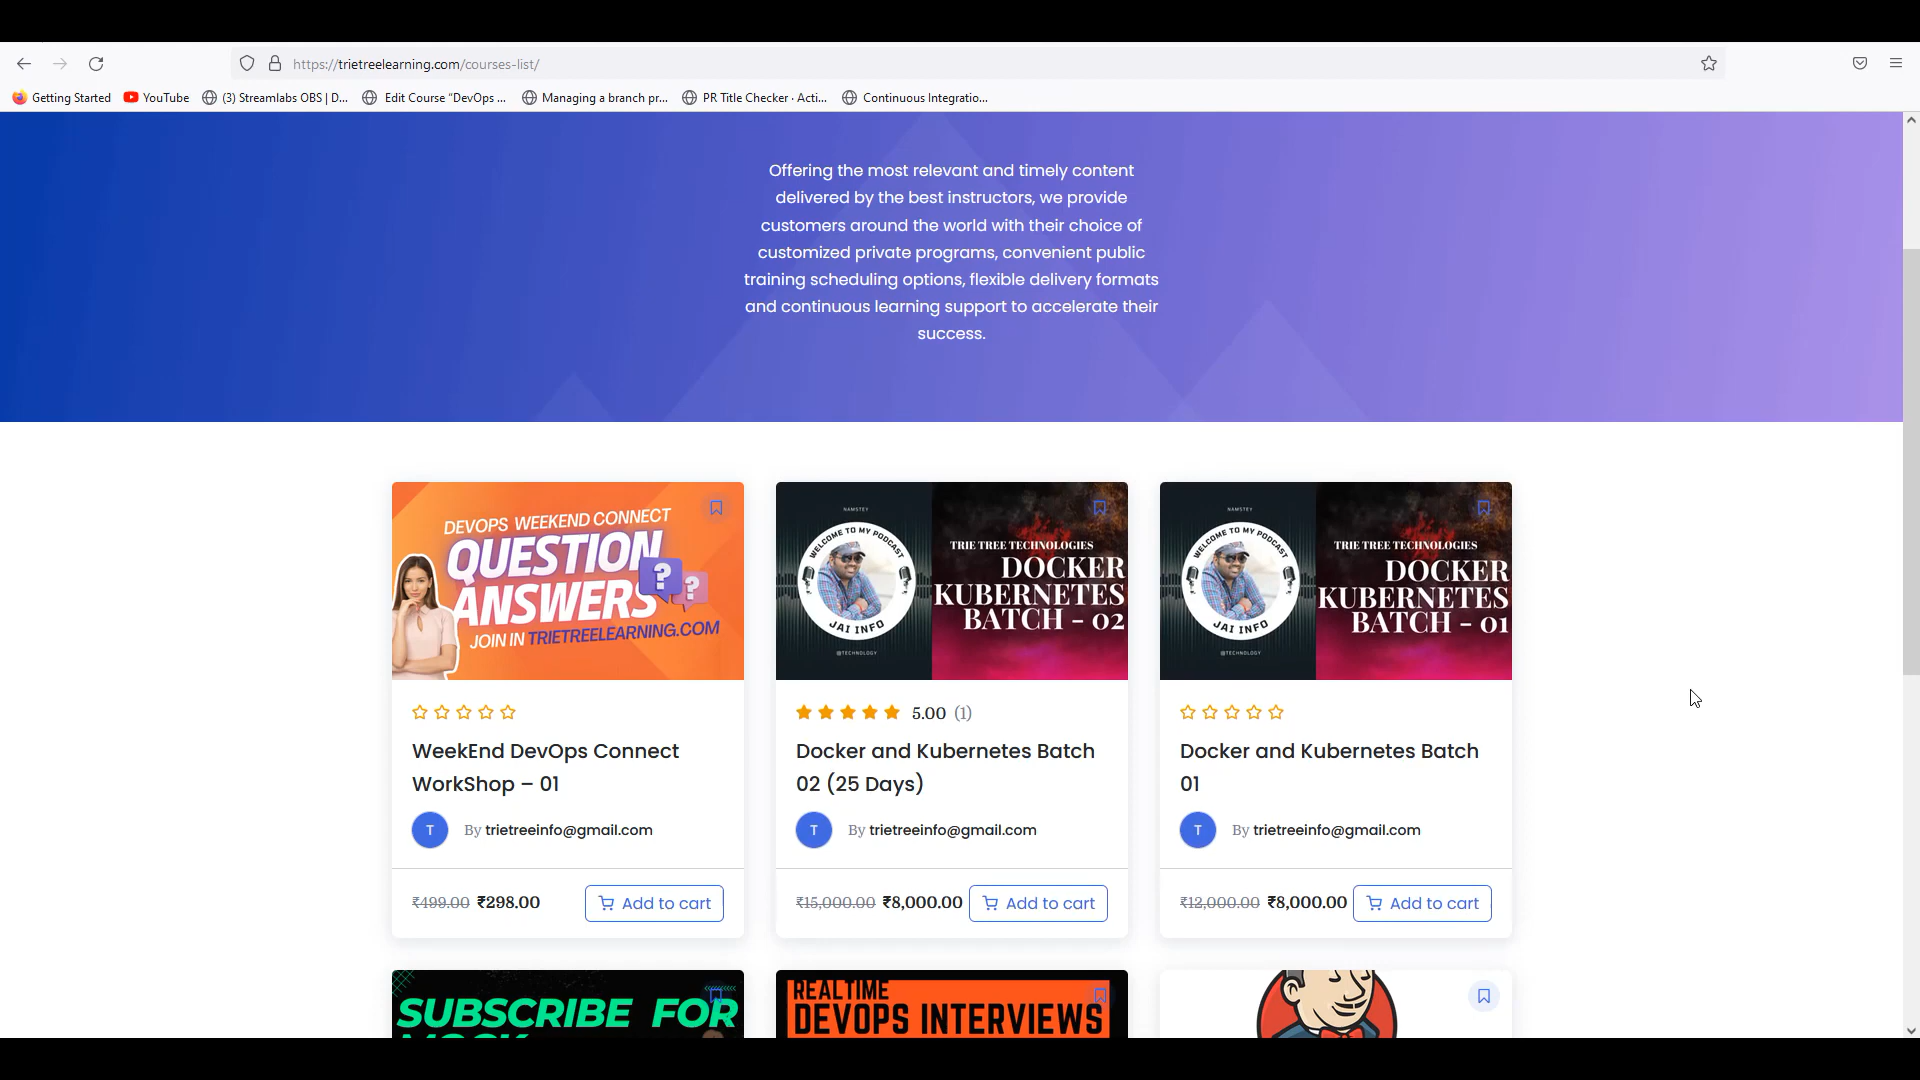 https://trietreelearning.com/courses-list/
Getting Started
YouTube
(3) Streamlabs OBS | D...
Edit Course "DevOps ...
Managing a branch pr...
PR Title Checker · Acti...
Continuous Integratio...
Offering the most relevant and timely content
delivered by the best instructors, we provide
customers around the world with their choice of
customized private programs, convenient public
training scheduling options, flexible delivery formats
and continuous learning support to accelerate their
success.
DEVOPS WEEKEND CONNECT
QUESTION
ANSWERS
? ?
JOIN IN TRIETREELEARNING.COM
WeekEnd DevOps Connect
WorkShop – 01
T
By trietreeinfo@gmail.com
₹499.00 ₹298.00
Add to cart
NAMSTEY
WELCOME TO MY PODCAST
JAI INFO
@TECHNOLOGY
TRIE TREE TECHNOLOGIES
DOCKER
KUBERNETES
BATCH - 02
5.00 (1)
Docker and Kubernetes Batch
02 (25 Days)
T
By trietreeinfo@gmail.com
₹15,000.00 ₹8,000.00
Add to cart
NAMSTEY
WELCOME TO MY PODCAST
JAI INFO
@TECHNOLOGY
TRIE TREE TECHNOLOGIES
DOCKER
KUBERNETES
BATCH - 01
Docker and Kubernetes Batch
01
T
By trietreeinfo@gmail.com
₹12,000.00 ₹8,000.00
Add to cart
SUBSCRIBE FOR
MOCK
REALTIME
DEVOPS INTERVIEWS